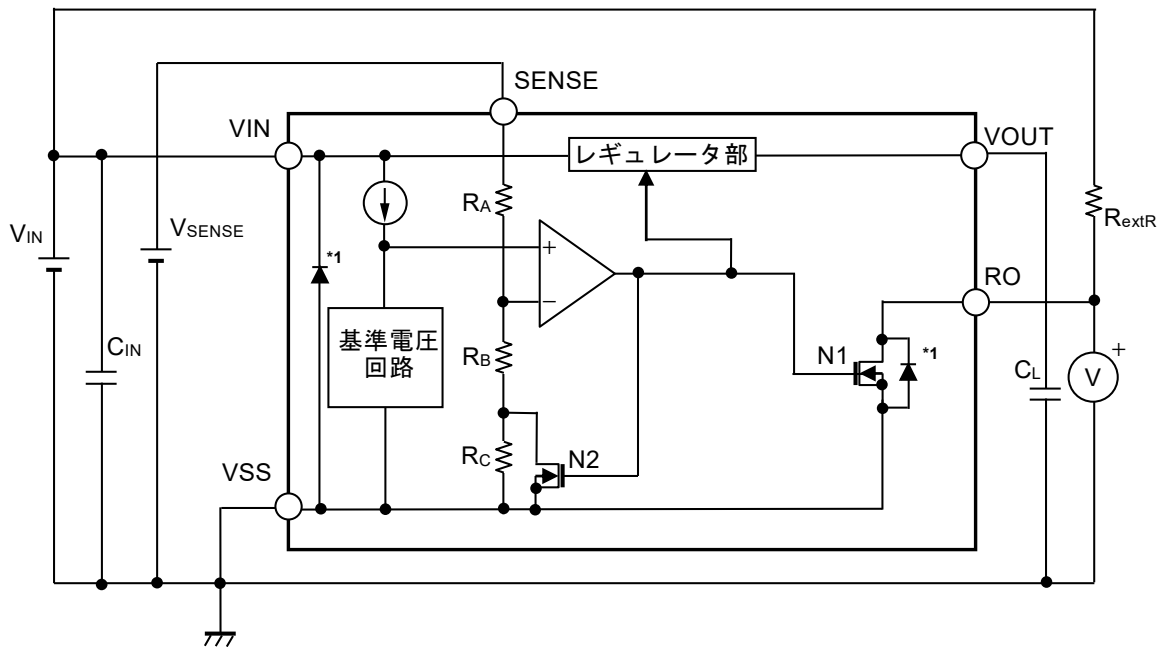 SENSE
VIN
VOUT
レギュレータ部
RA
RextR
VIN
VSENSE
+
*1
−
RO
基準電圧
回路
RB
N1
*1
+
CIN
CL
V
RC
N2
VSS